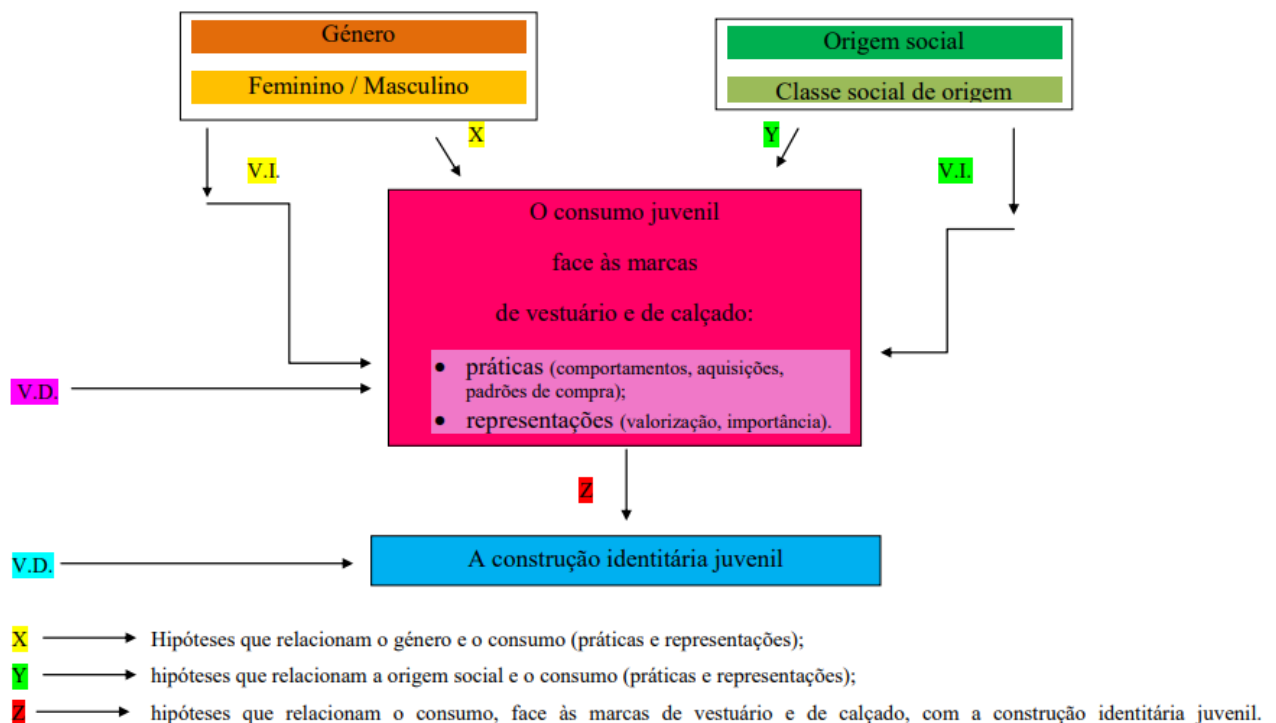 Género
Feminino / Masculino
Origem social
Classe social de origem
X
Y
V.I.
V.I.
O consumo juvenil
face às marcas
de vestuário e de calçado:
• práticas (comportamentos, aquisições,
padrões de compra);
• representações (valorização, importância).
V.D.
Z
A construção identitária juvenil
V.D.
X Hipóteses que relacionam o género e o consumo (práticas e representações);
Y hipóteses que relacionam a origem social e o consumo (práticas e representações);
Z hipóteses que relacionam o consumo, face às marcas de vestuário e de calçado, com a construção identitária juvenil.